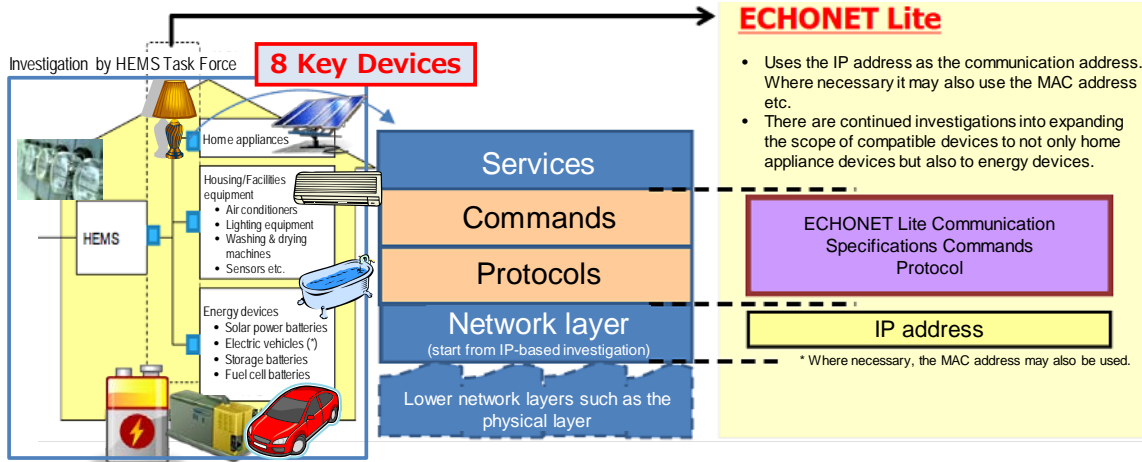 Investigation by HEMS Task Force
8 Key Devices
Home appliances
Housing/Facilities
equipment
• Air conditioners
• Lighting equipment
• Washing & drying
machines
• Sensors etc.
HEMS
Energy devices
• Solar power batteries
• Electric vehicles (*)
• Storage batteries
• Fuel cell batteries
Services
Commands
Protocols
Network layer
(start from IP-based investigation)
Lower network layers such as the
physical layer
ECHONET Lite
• Uses the IP address as the communication address.
Where necessary it may also use the MAC address
etc.
• There are continued investigations into expanding
the scope of compatible devices to not only home
appliance devices but also to energy devices.
ECHONET Lite Communication
Specifications Commands
Protocol
IP address
* Where necessary, the MAC address may also be used.